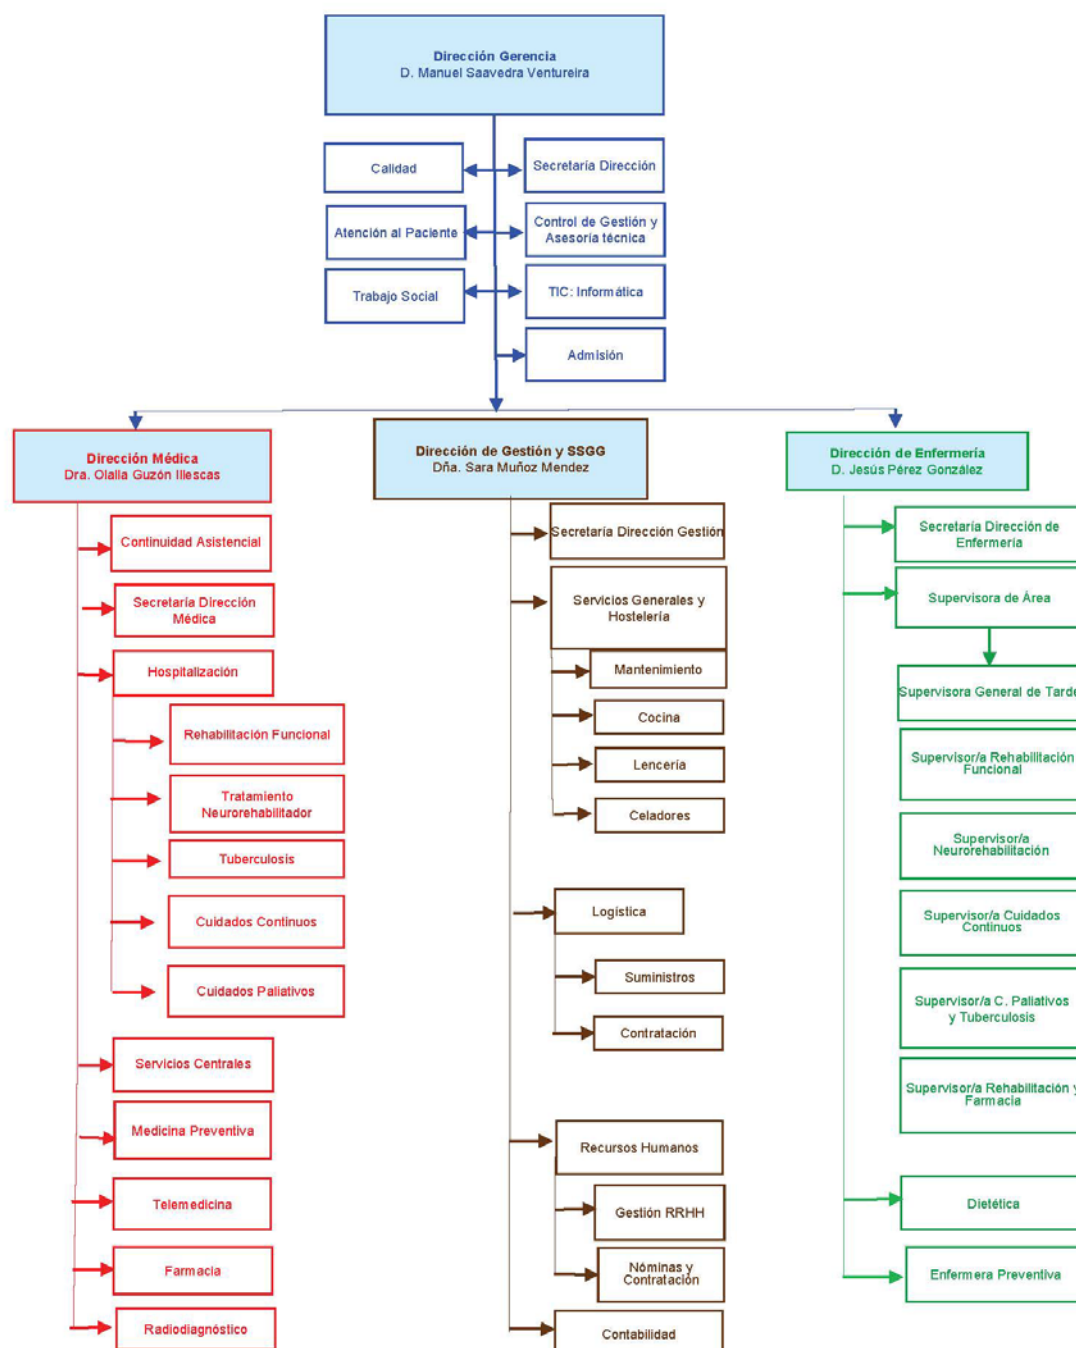 Dirección Gerencia
D. Manuel Saavedra Ventureira
Calidad
Secretaría Dirección
Atención al Paciente
Control de Gestión y
Asesoría técnica
Trabajo Social
TIC: Informática
Admisión
Dirección Médica
Dra. Olalla Guzón Illescas
Continuidad Asistencial
Secretaría Dirección
Médica
Hospitalización
Rehabilitación Funcional
Tratamiento
Neurorehabilitador
Tuberculosis
Cuidados Continuos
Cuidados Paliativos
Servicios Centrales
Medicina Preventiva
Telemedicina
Farmacia
Radiodiagnóstico
Dirección de Gestión y SSGG
Dña. Sara Muñoz Mendez
Secretaría Dirección Gestión
Servicios Generales y
Hostelería
Mantenimiento
Cocina
Lencería
Celadores
Logística
Suministros
Contratación
Recursos Humanos
Gestión RRHH
Nóminas y
Contratación
Contabilidad
Dirección de Enfermería
D. Jesús Pérez González
Secretaría Dirección de
Enfermería
Supervisora de Área
Supervisora General de Tarde
Supervisor/a Rehabilitación
Funcional
Supervisor/a
Neurorehabilitación
Supervisor/a Cuidados
Continuos
Supervisor/a C. Paliativos
y Tuberculosis
Supervisor/a Rehabilitación y
Farmacia
Dietética
Enfermera Preventiva